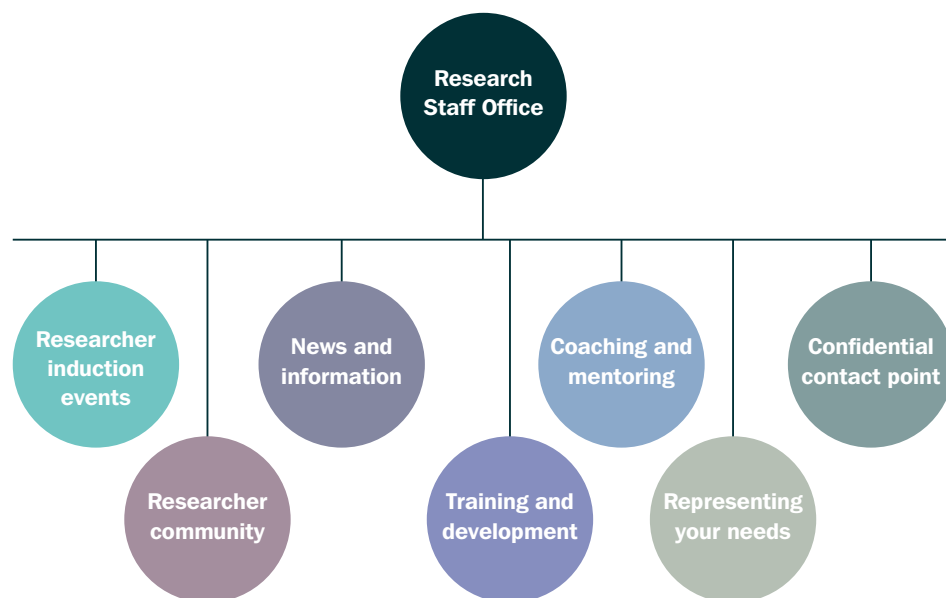 Research
Staff Office
Researcher
induction
events
News and
information
Coaching and
mentoring
Confidential
contact point
Researcher
community
Training and
development
Representing
your needs